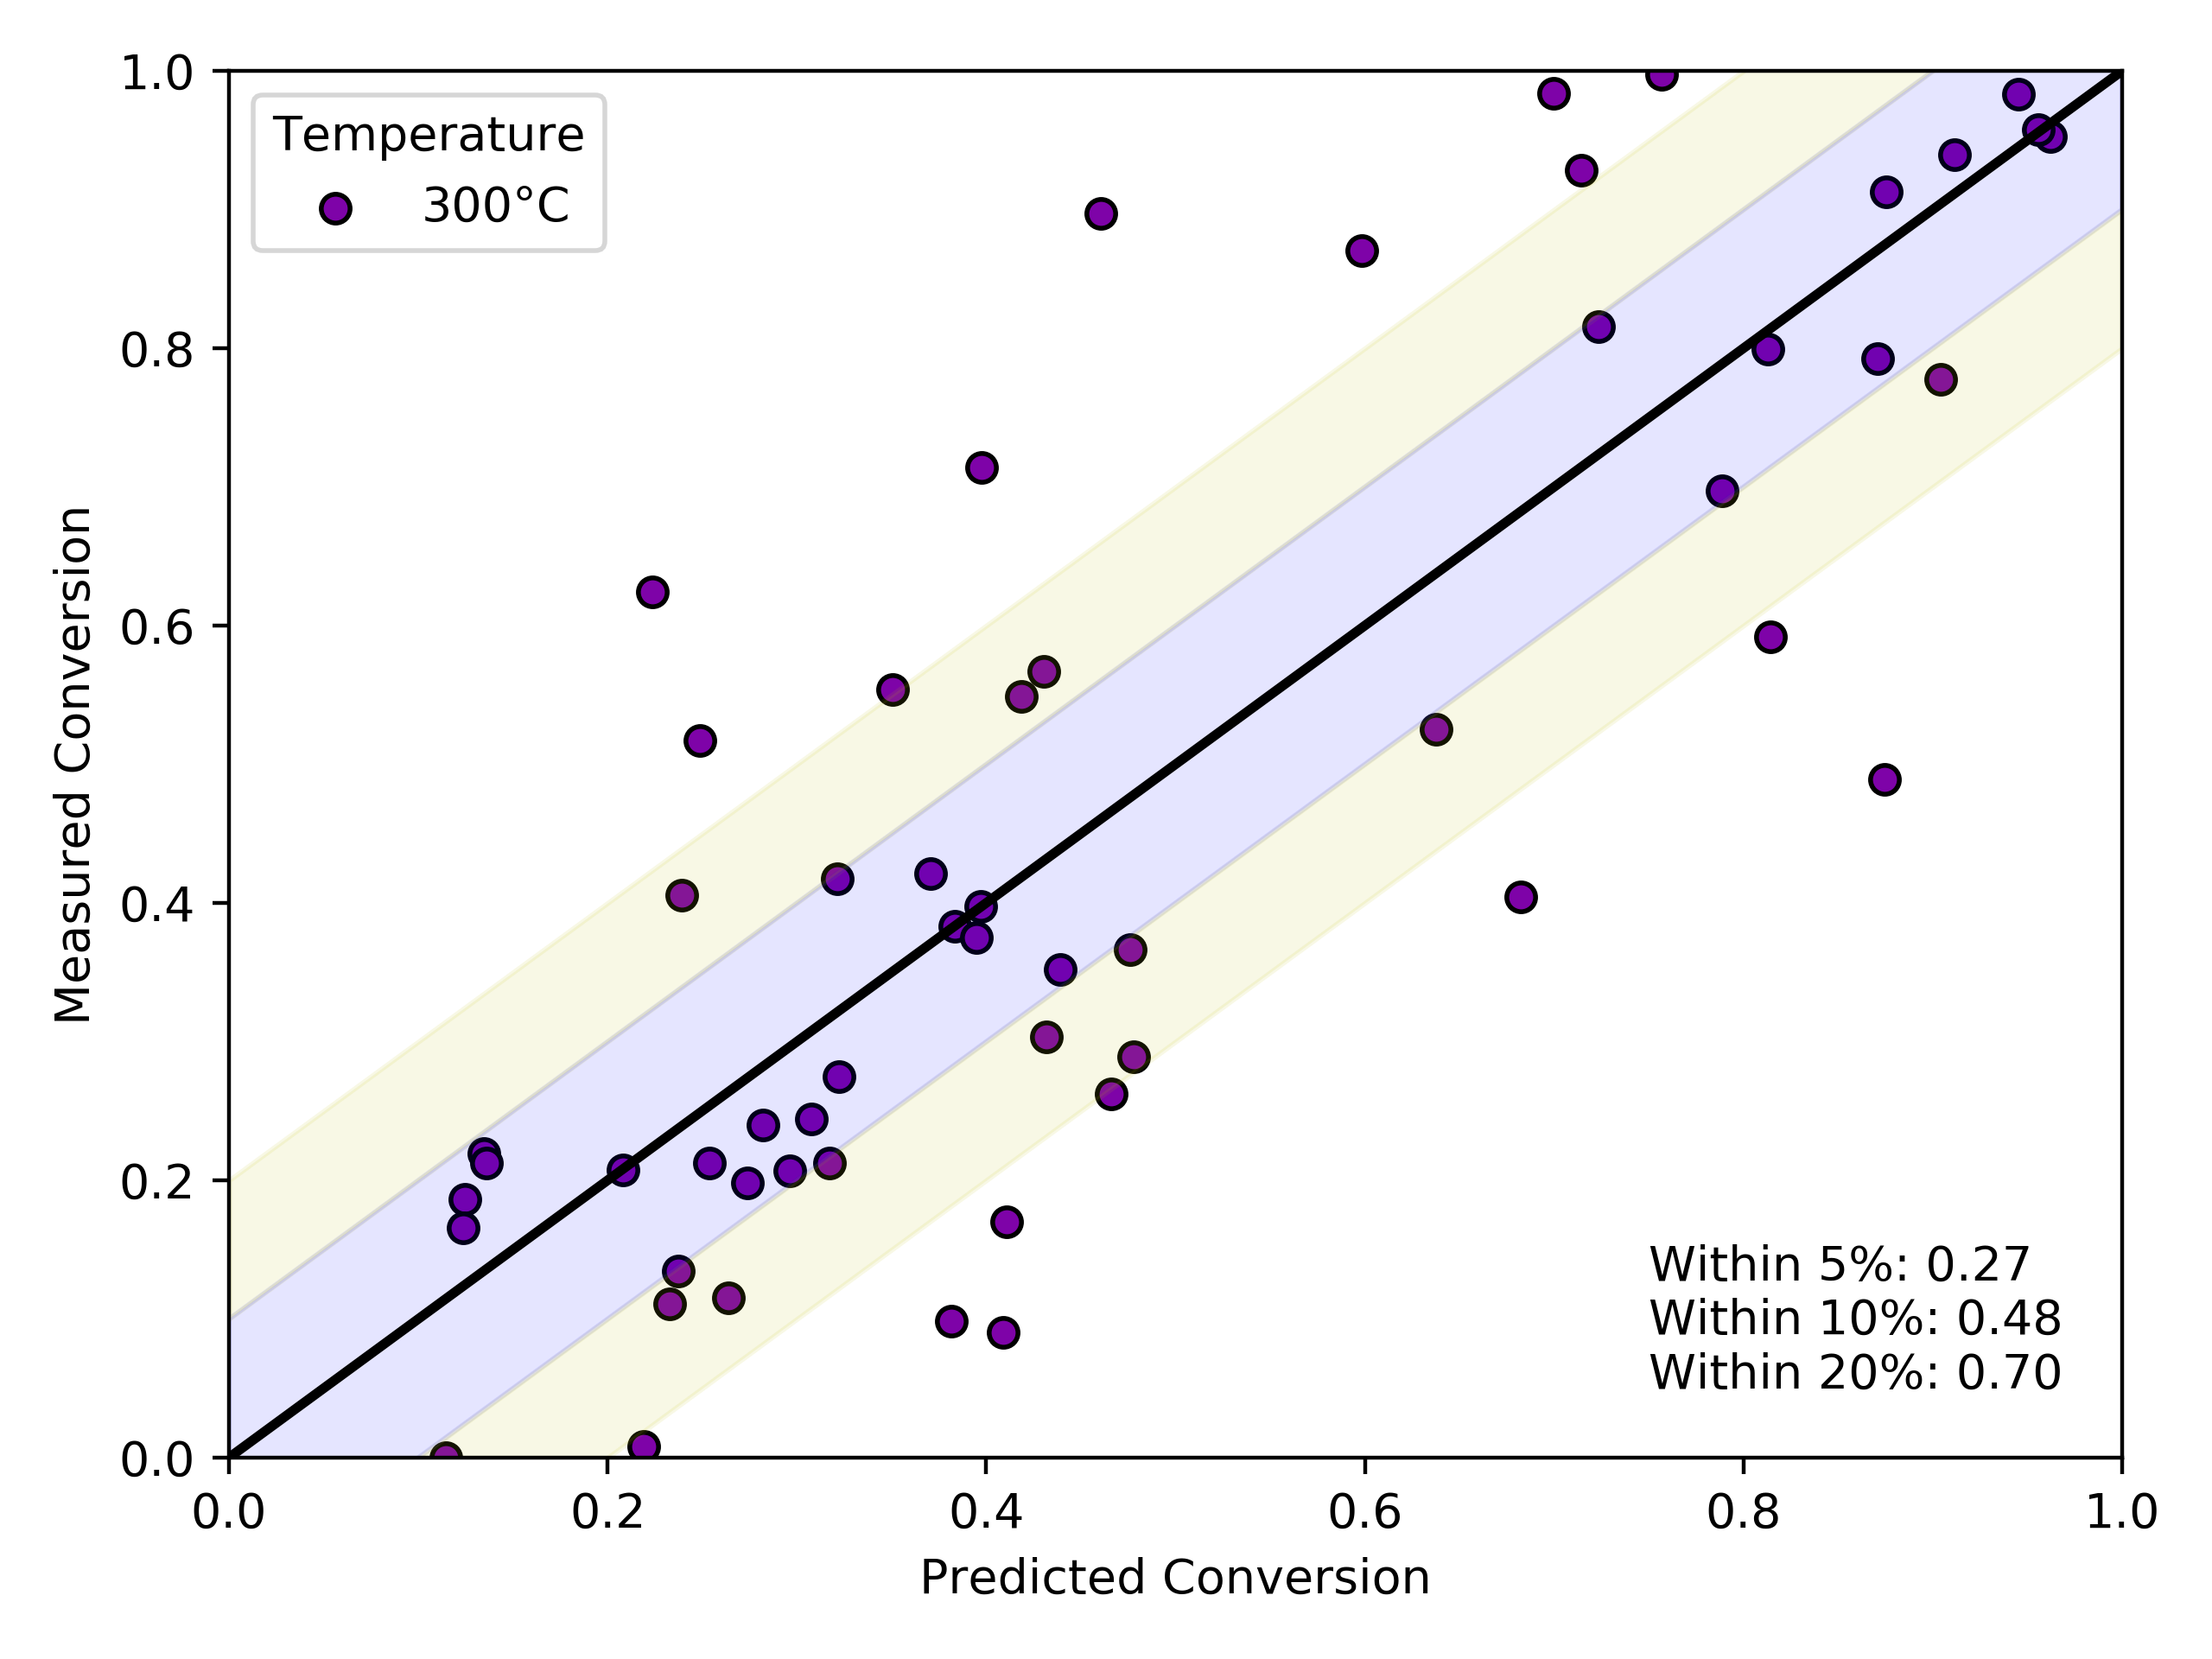 Temperature
300°C
1.0
0.8
0.6
0.4
0.2
0.0
Measured Conversion
Within 5%: 0.27
Within 10%: 0.48
Within 20%: 0.70
0.0 0.2 0.4 0.6 0.8 1.0
Predicted Conversion